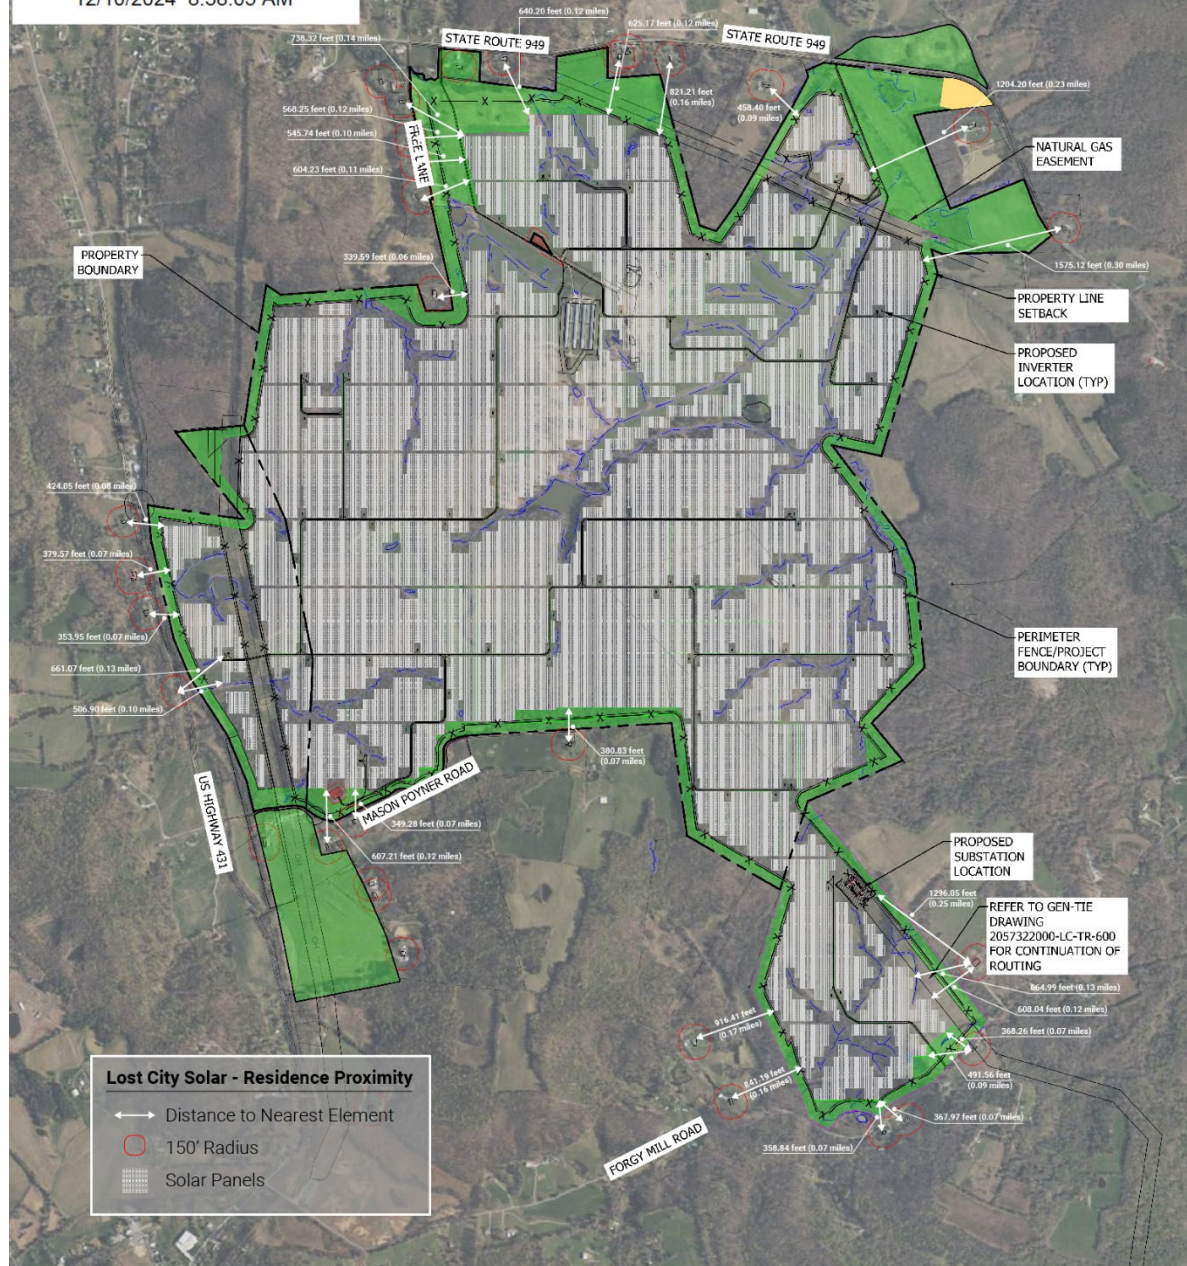 12/10/2024 8:38:05 AM
640.20 feet (0.12 miles)
625.17 feet (0.12 miles)
738.32 feet (0.14 miles)
STATE ROUTE 949
STATE ROUTE 949
821.21 feet
(0.16 miles)
458.40 feet
(0.09 miles)
1204.20 feet (0.23 miles)
568.25 feet (0.12 miles)
545.74 feet (0.10 miles)
FREE LANE
604.23 feet (0.11 miles)
NATURAL GAS
EASEMENT
PROPERTY
BOUNDARY
339.59 feet (0.06 miles)
1575.12 feet (0.30 miles)
PROPERTY LINE
SETBACK
PROPOSED
INVERTER
LOCATION (TYP)
424.05 feet (0.08 miles)
379.57 feet (0.07 miles)
353.95 feet (0.07 miles)
661.07 feet (0.13 miles)
506.90 feet (0.10 miles)
PERIMETER
FENCE/PROJECT
BOUNDARY (TYP)
380.83 feet
(0.07 miles)
US HIGHWAY 431
MASON POYNER ROAD
349.28 feet (0.07 miles)
607.21 feet (0.12 miles)
PROPOSED
SUBSTATION
LOCATION
1296.05 feet
(0.25 miles)
REFER TO GEN-TIE
DRAWING
2057322000-LC-TR-600
FOR CONTINUATION OF
ROUTING
664.99 feet (0.13 miles)
608.04 feet (0.12 miles)
368.26 feet (0.07 miles)
916.41 feet
(0.17 miles)
841.19 feet
(0.16 miles)
491.56 feet
(0.09 miles)
367.97 feet (0.07 miles)
358.84 feet (0.07 miles)
FORGY MILL ROAD
Lost City Solar - Residence Proximity
Distance to Nearest Element
150' Radius
Solar Panels